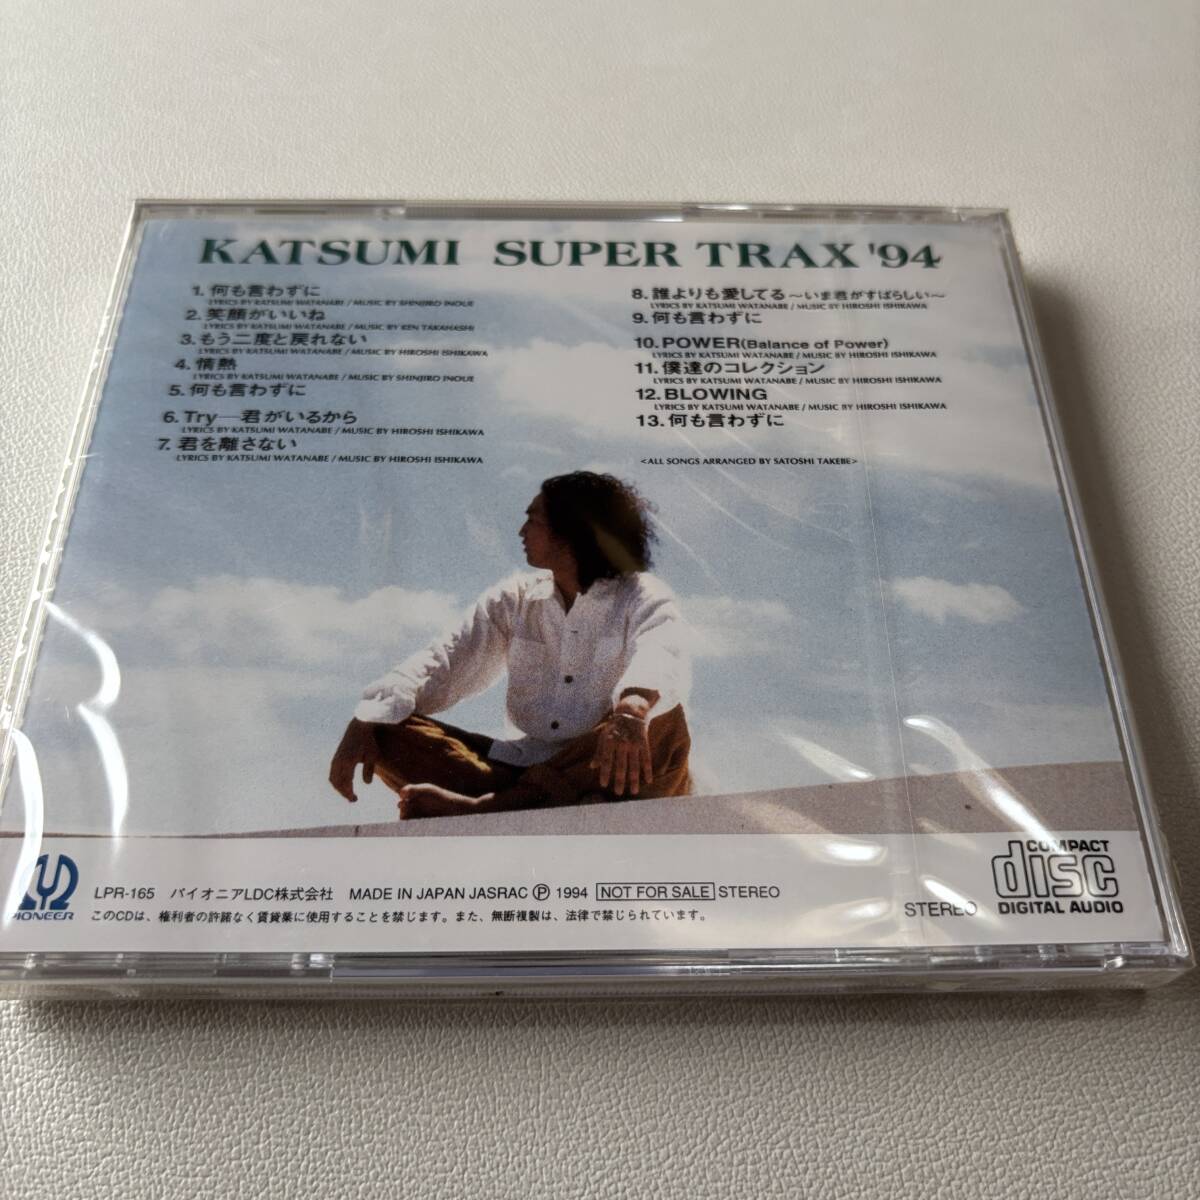 KATSUMI SUPER TRAX '94
1. 何も言わずに
LYRICS BY KATSUMI WATANABE / MUSIC BY SHINJIRO INOUE
2. 笑顔がいいね
LYRICS BY KATSUMI WATANABE / MUSIC BY KEN TAKAHASHI
3. もう二度と戻れない
LYRICS BY KATSUMI WATANABE / MUSIC BY HIROSHI ISHIKAWA
4. 情熱
LYRICS BY KATSUMI WATANABE / MUSIC BY SHINJIRO INOUE
5. 何も言わずに
6. Try—君がいるから
LYRICS BY KATSUMI WATANABE / MUSIC BY HIROSHI ISHIKAWA
7. 君を離さない
LYRICS BY KATSUMI WATANABE / MUSIC BY HIROSHI ISHIKAWA
8. 誰よりも愛してる～いま君がすばらしい～
LYRICS BY KATSUMI WATANABE / MUSIC BY HIROSHI ISHIKAWA
9. 何も言わずに
10. POWER(Balance of Power)
LYRICS BY KATSUMI WATANABE / MUSIC BY HIROSHI ISHIKAWA
11. 僕達のコレクション
LYRICS BY KATSUMI WATANABE / MUSIC BY HIROSHI ISHIKAWA
12. BLOWING
LYRICS BY KATSUMI WATANABE / MUSIC BY HIROSHI ISHIKAWA
13. 何も言わずに
<ALL SONGS ARRANGED BY SATOSHI TAKEBE>
PIONEER
LPR-165 パイオニアLDC株式会社 MADE IN JAPAN JASRAC Ⓟ 1994 NOT FOR SALE STEREO
このCDは、権利者の許諾なく賃貸業に使用することを禁じます。また、無断複製は、法律で禁じられています。
STEREO
COMPACT
disc
DIGITAL AUDIO